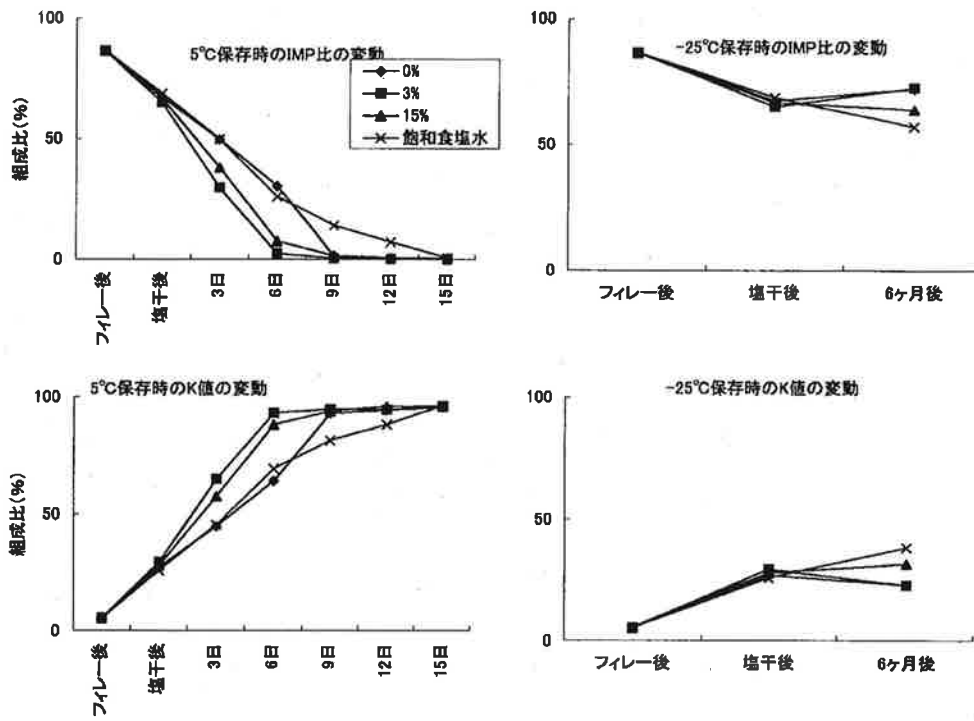 5℃保存時のIMP比の変動
100
50
0
組成比(%)
0%
3%
15%
飽和食塩水
フィレー後
塩干後
3日
6日
9日
12日
15日
-25℃保存時のIMP比の変動
100
50
0
フィレー後
塩干後
6ヶ月後
5℃保存時のK値の変動
100
50
0
組成比(%)
フィレー後
塩干後
3日
6日
9日
12日
15日
-25℃保存時のK値の変動
100
50
0
フィレー後
塩干後
6ヶ月後